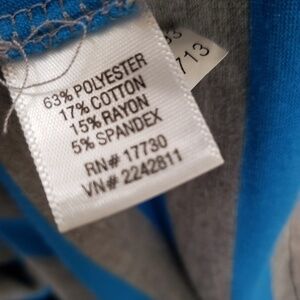 63% POLYESTER
17% COTTON
15% RAYON
5% SPANDEX
RN# 17730
VN# 2242811
713